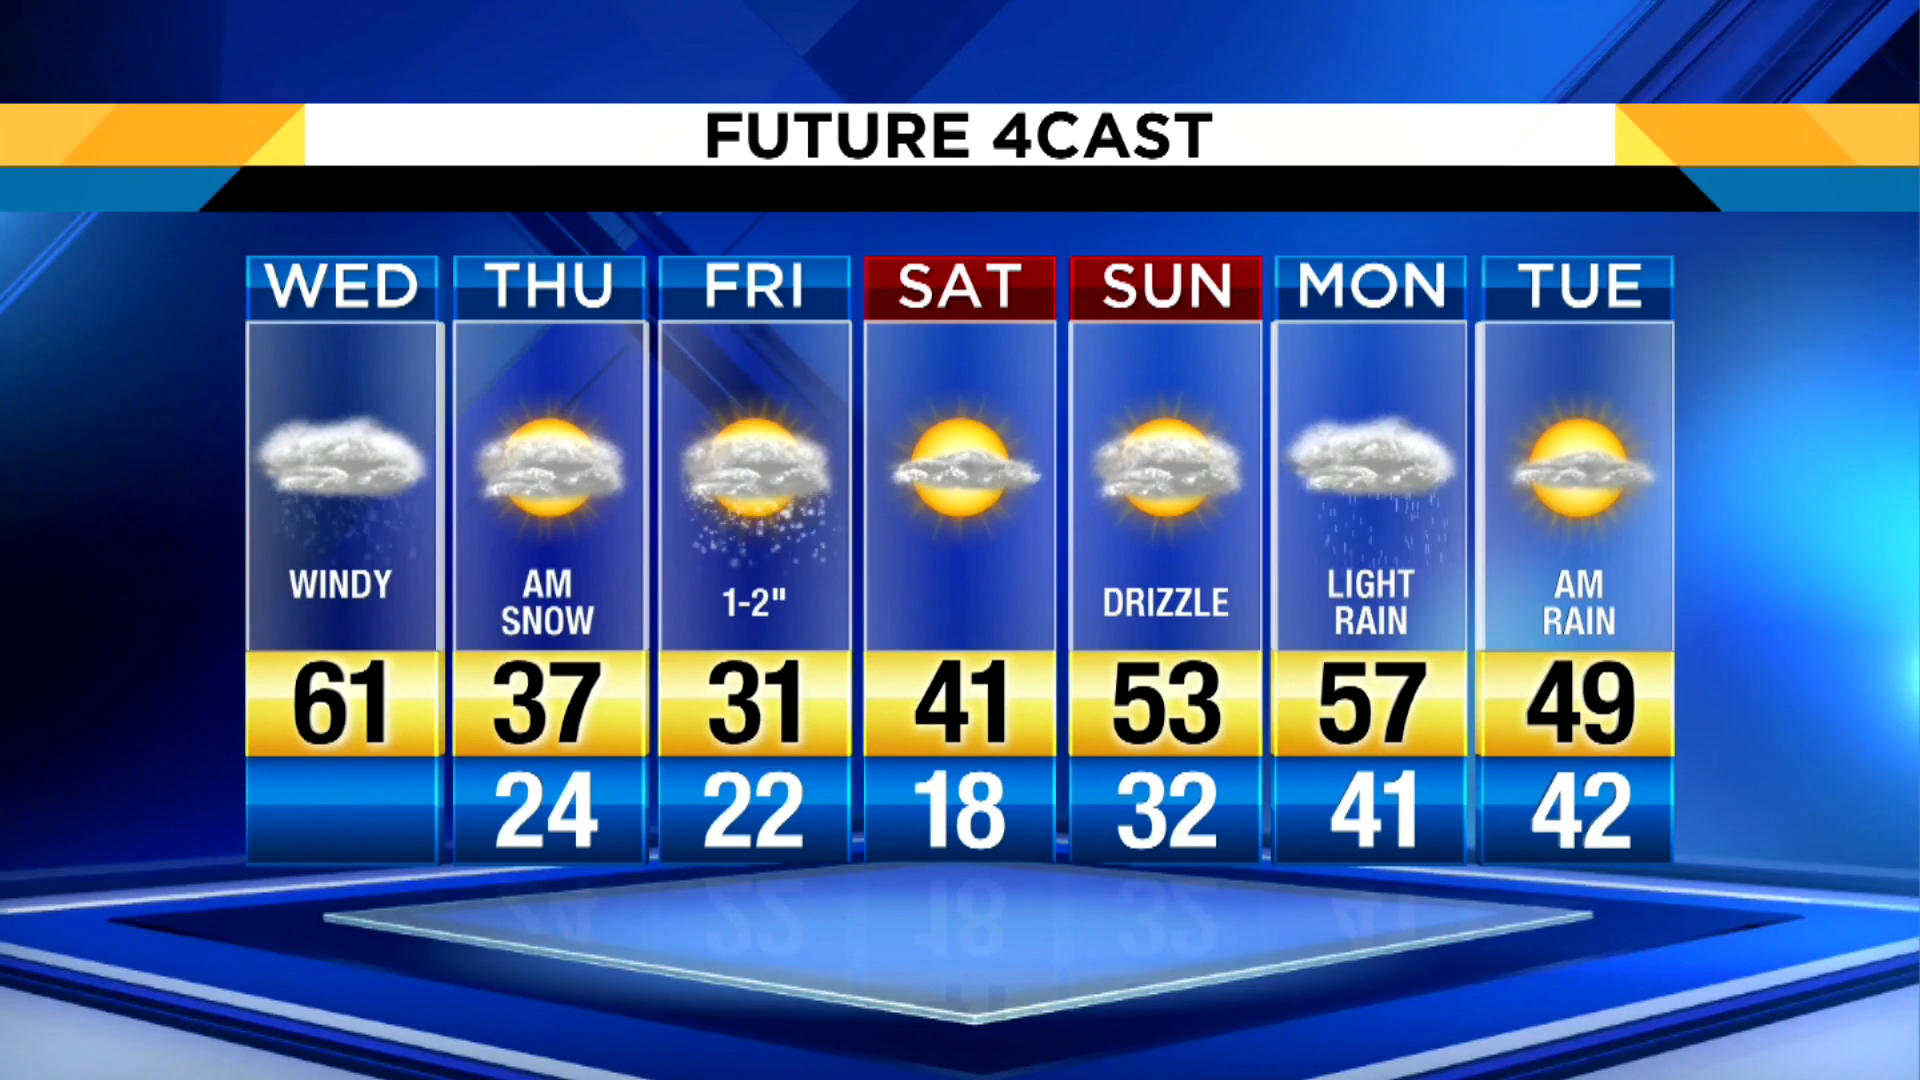 FUTURE 4CAST
WED THU FRI SAT SUN MON TUE
WINDY
AM
SNOW
1-2"
DRIZZLE
LIGHT
RAIN
AM
RAIN
61 37 31 41 53 57 49
24 22 18 32 41 42